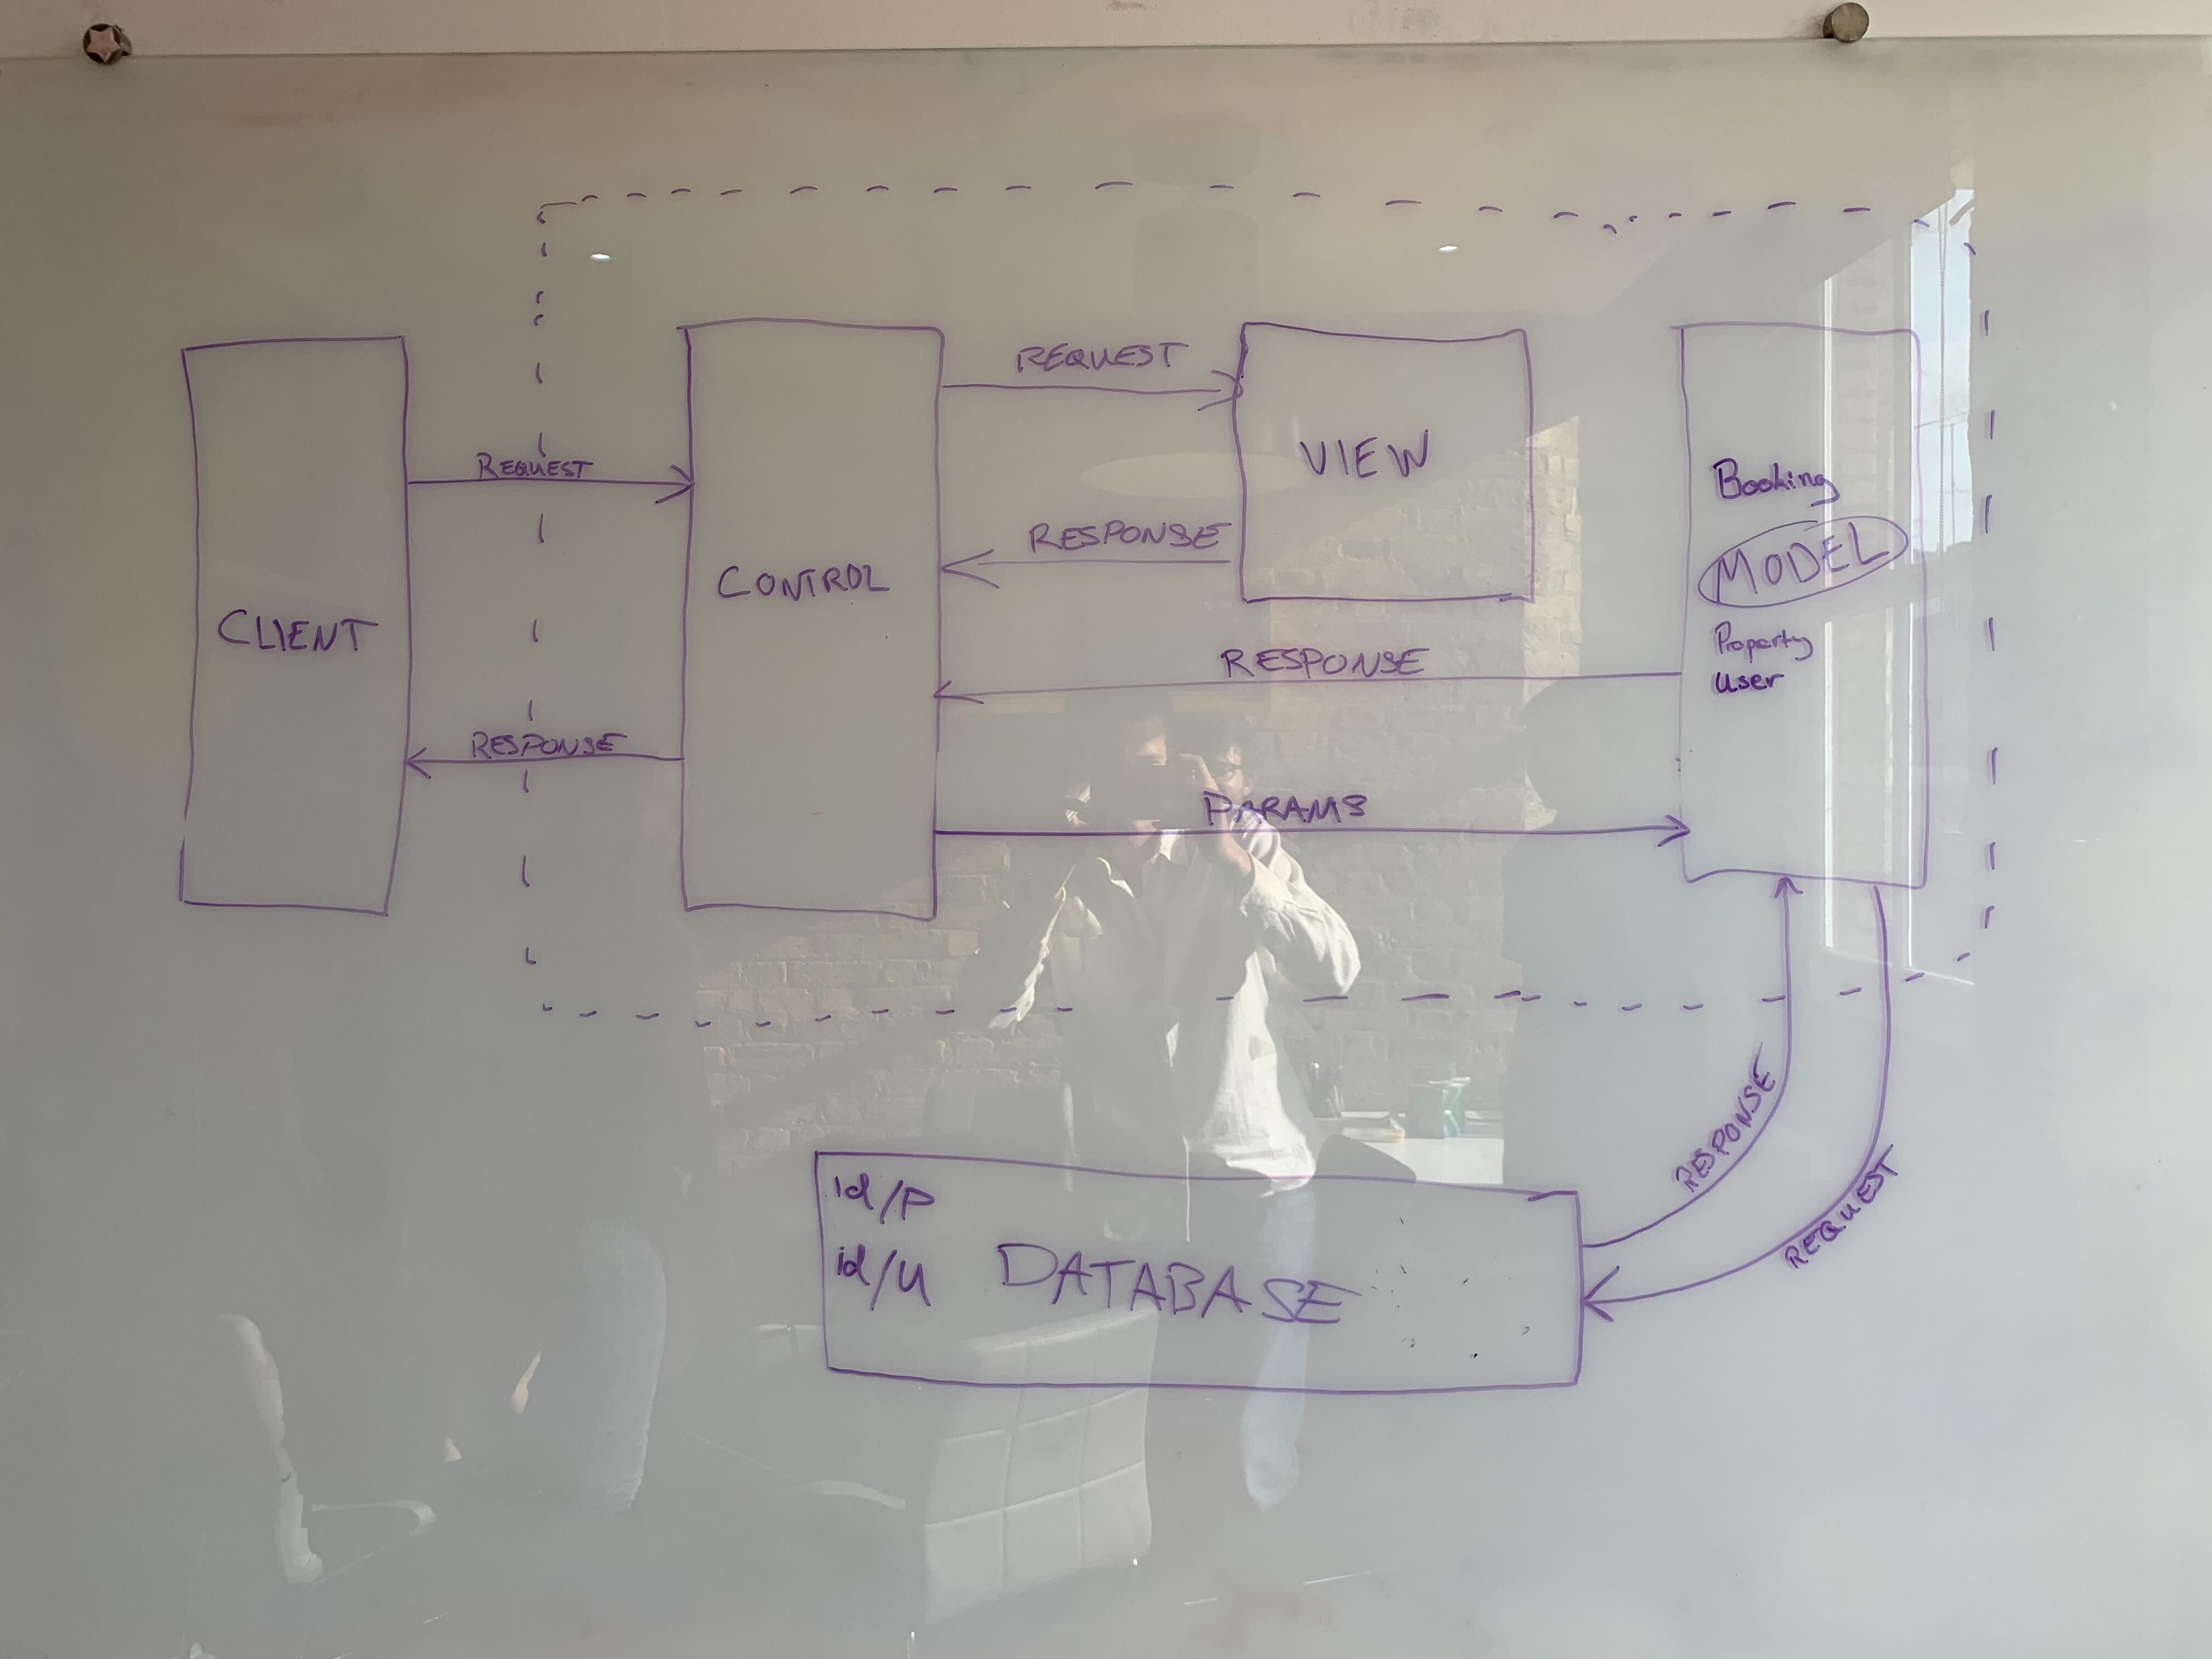 REQUEST
VIEW
REQUEST
Booking
RESPONSE
MODEL
CONTROL
CLIENT
Property
User
RESPONSE
RESPONSE
PARAMS
RESPONSE
REQUEST
id/P
id/U
DATABASE